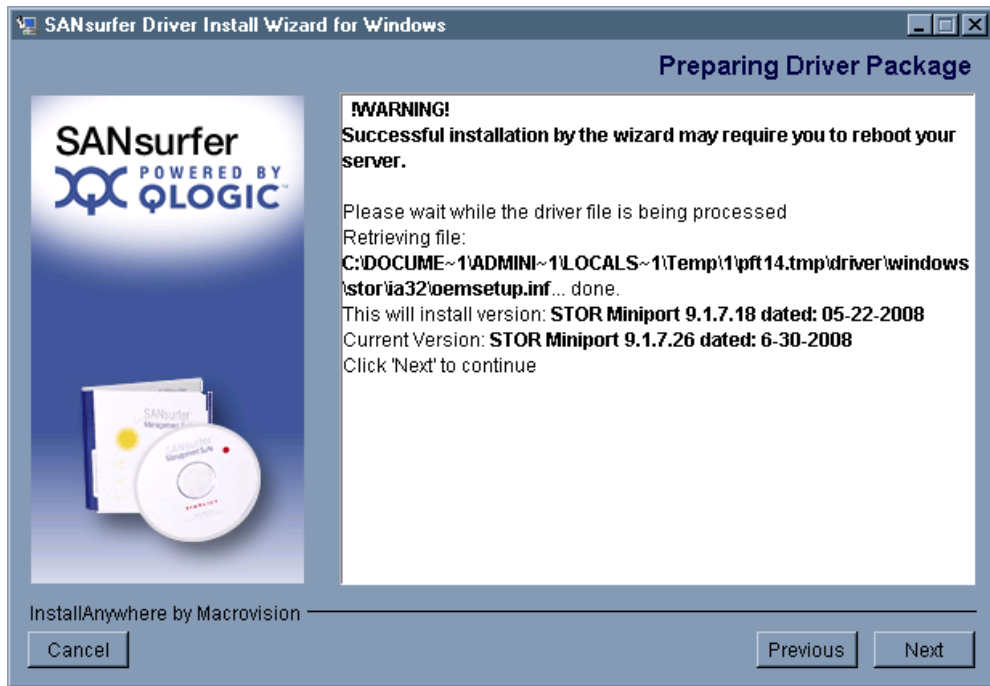 SANsurfer Driver Install Wizard for Windows
Preparing Driver Package
SANsurfer
POWERED BY
QLOGIC
!WARNING!
Successful installation by the wizard may require you to reboot your
server.
Please wait while the driver file is being processed
Retrieving file:
C:\DOCUME~1\ADMINI~1\LOCALS~1\Temp\1\pft14.tmp\driver\windows
\stor\ia32\oemsetup.inf... done.
This will install version: STOR Miniport 9.1.7.18 dated: 05-22-2008
Current Version: STOR Miniport 9.1.7.26 dated: 6-30-2008
Click 'Next' to continue
SANsurfer
SANsurfer
InstallAnywhere by Macrovision
Cancel
Previous
Next